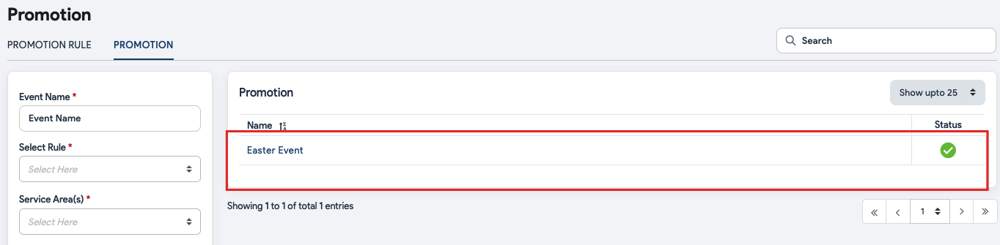 Promotion
PROMOTION RULE PROMOTION
Search
Event Name *
Event Name
Select Rule *
Select Here
Service Area(s) *
Select Here
Promotion
Show upto 25
Name Status
Easter Event
Showing 1 to 1 of total 1 entries
« ‹ 1 › »